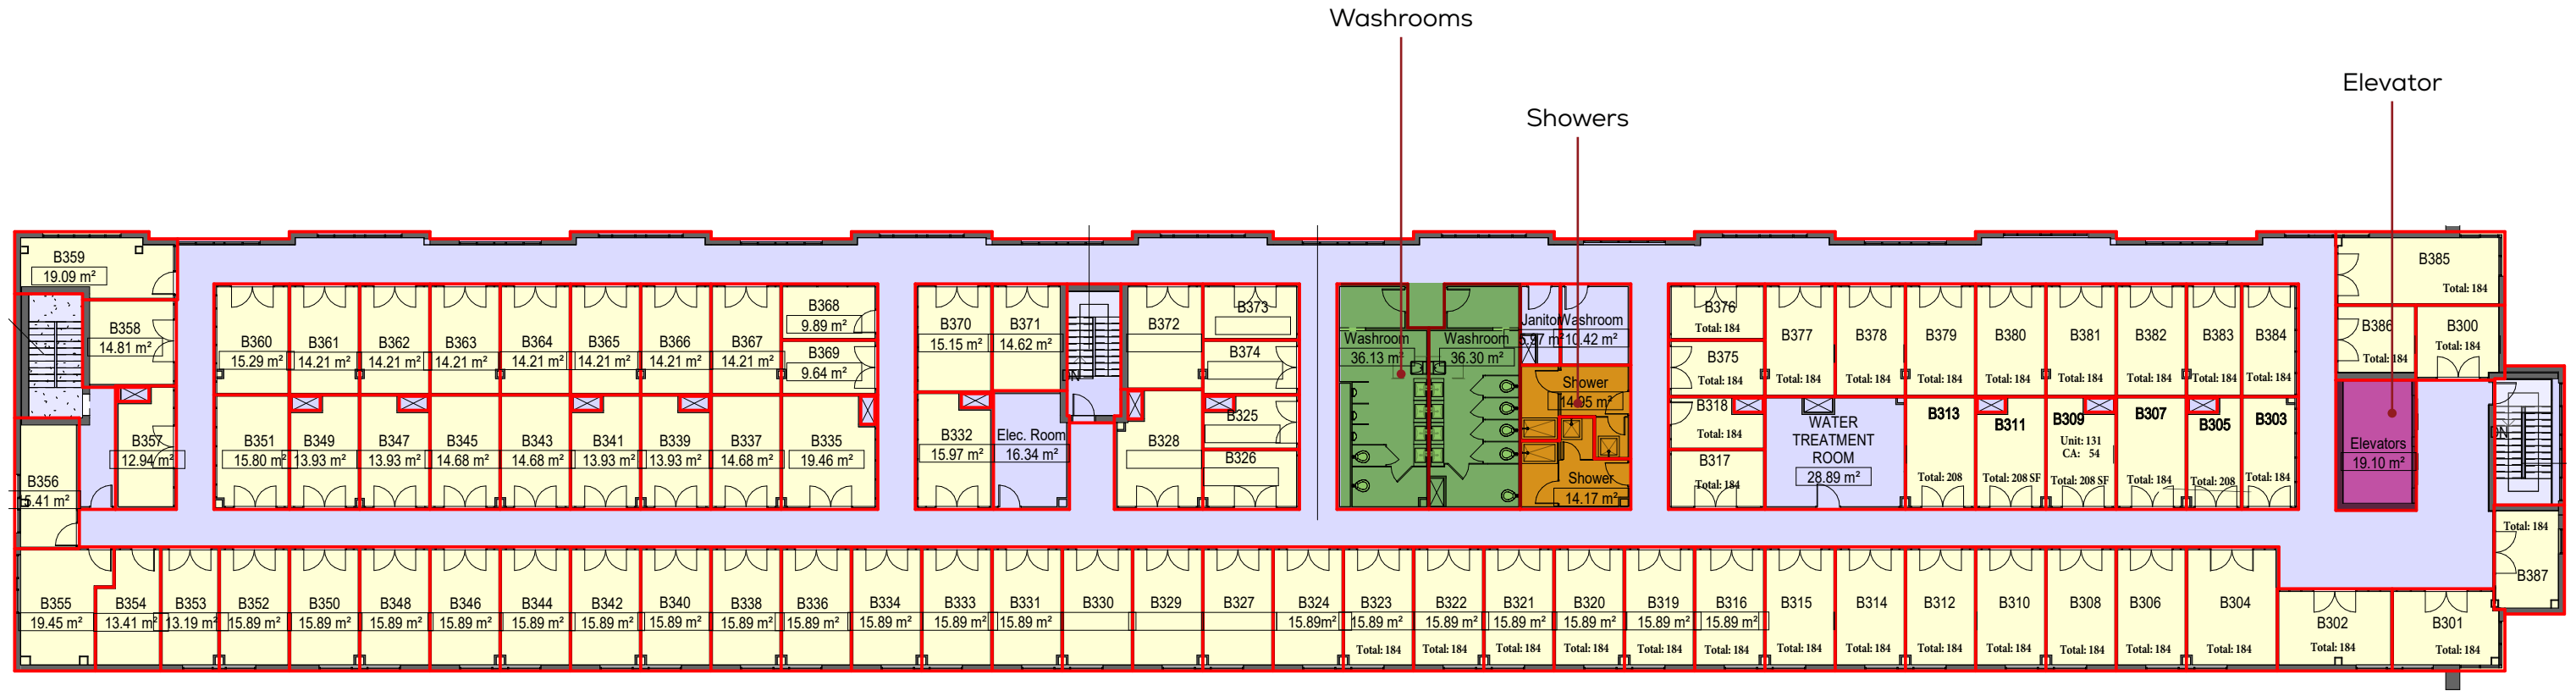 Washrooms
Elevator
Showers
B359
19.09 m²
B358
14.81 m²
B357
12.94 m²
B356
5.41 m²
B360
15.29 m²
B361
14.21 m²
B362
14.21 m²
B363
14.21 m²
B364
14.21 m²
B365
14.21 m²
B366
14.21 m²
B367
14.21 m²
B368
9.89 m²
B369
9.64 m²
B370
15.15 m²
B371
14.62 m²
DN
B372
B373
B374
B325
B326
Washroom
36.13 m²
Washroom
36.30 m²
Janitor
5.97 m²
Washroom
10.42 m²
Shower
14.95 m²
Shower
14.17 m²
B376
Total: 184
B375
Total: 184
B318
Total: 184
B317
Total: 184
B377
Total: 184
B378
Total: 184
B379
Total: 184
B380
Total: 184
B381
Total: 184
B382
Total: 184
B383
Total: 184
B384
Total: 184
B385
Total: 184
B386
Total: 184
B300
Total: 184
B351
15.80 m²
B349
13.93 m²
B347
13.93 m²
B345
14.68 m²
B343
14.68 m²
B341
13.93 m²
B339
13.93 m²
B337
14.68 m²
B335
19.46 m²
B332
15.97 m²
Elec. Room
16.34 m²
B328
WATER
TREATMENT
ROOM
28.89 m²
B313
Total: 208
B311
Total: 208 SF
B309
Unit: 131
CA: 54
Total: 208 SF
B307
Total: 184
B305
Total: 208
B303
Total: 184
Elevators
19.10 m²
DN
Total: 184
B387
B355
19.45 m²
B354
13.41 m²
B353
13.19 m²
B352
15.89 m²
B350
15.89 m²
B348
15.89 m²
B346
15.89 m²
B344
15.89 m²
B342
15.89 m²
B340
15.89 m²
B338
15.89 m²
B336
15.89 m²
B334
15.89 m²
B333
15.89 m²
B331
15.89 m²
B330
B329
B327
B324
15.89m²
B323
15.89 m²
Total: 184
B322
15.89 m²
Total: 184
B321
15.89 m²
Total: 184
B320
15.89 m²
Total: 184
B319
15.89 m²
Total: 184
B316
15.89 m²
Total: 184
B315
Total: 184
B314
Total: 184
B312
Total: 184
B310
Total: 184
B308
Total: 184
B306
Total: 184
B304
Total: 184
B302
Total: 184
B301
Total: 184